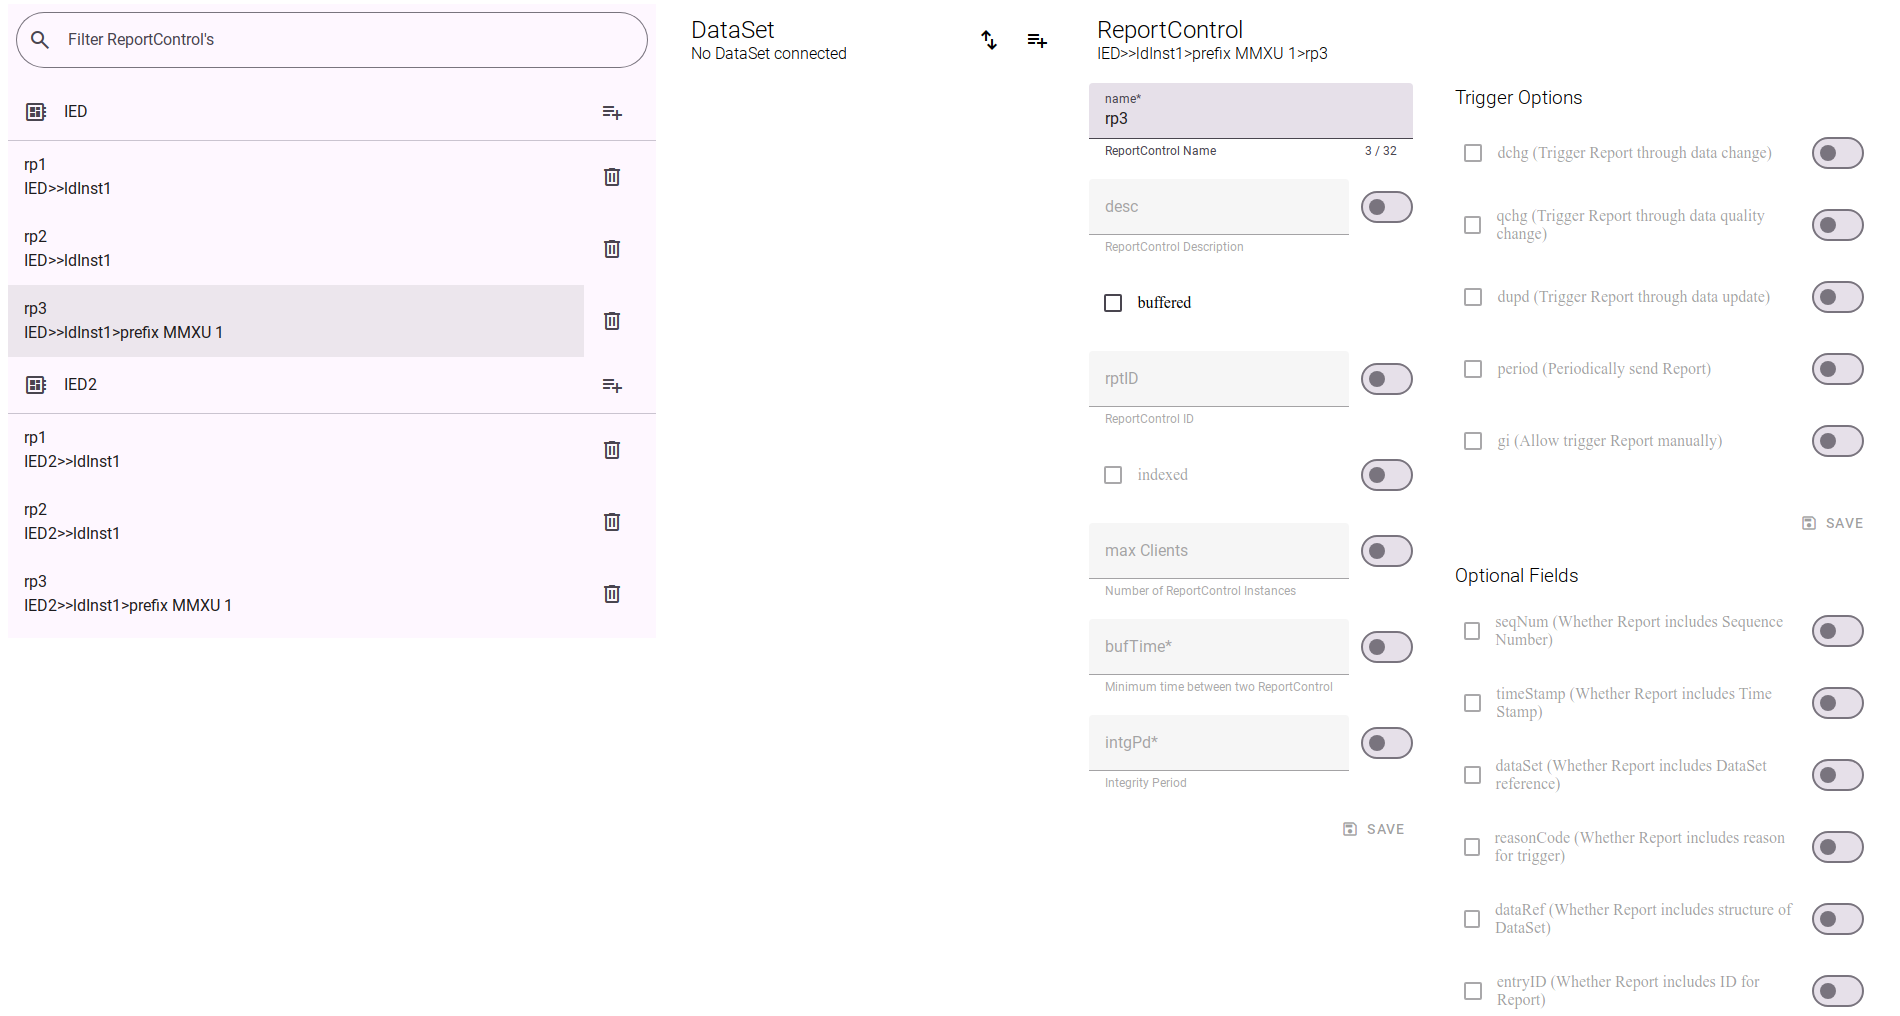 Filter ReportControl's
IED
rp1
IED>>ldInst1
rp2
IED>>ldInst1
rp3
IED>>ldInst1>prefix MMXU 1
IED2
rp1
IED2>>ldInst1
rp2
IED2>>ldInst1
rp3
IED2>>ldInst1>prefix MMXU 1
DataSet
No DataSet connected
ReportControl
IED>>ldInst1>prefix MMXU 1>rp3
name*
rp3
ReportControl Name 3 / 32
desc
ReportControl Description
buffered
rptID
ReportControl ID
indexed
max Clients
Number of ReportControl Instances
bufTime*
Minimum time between two ReportControl
intgPd*
Integrity Period
SAVE
Trigger Options
dchg (Trigger Report through data change)
qchg (Trigger Report through data quality
change)
dupd (Trigger Report through data update)
period (Periodically send Report)
gi (Allow trigger Report manually)
SAVE
Optional Fields
seqNum (Whether Report includes Sequence
Number)
timeStamp (Whether Report includes Time
Stamp)
dataSet (Whether Report includes DataSet
reference)
reasonCode (Whether Report includes reason
for trigger)
dataRef (Whether Report includes structure of
DataSet)
entryID (Whether Report includes ID for
Report)